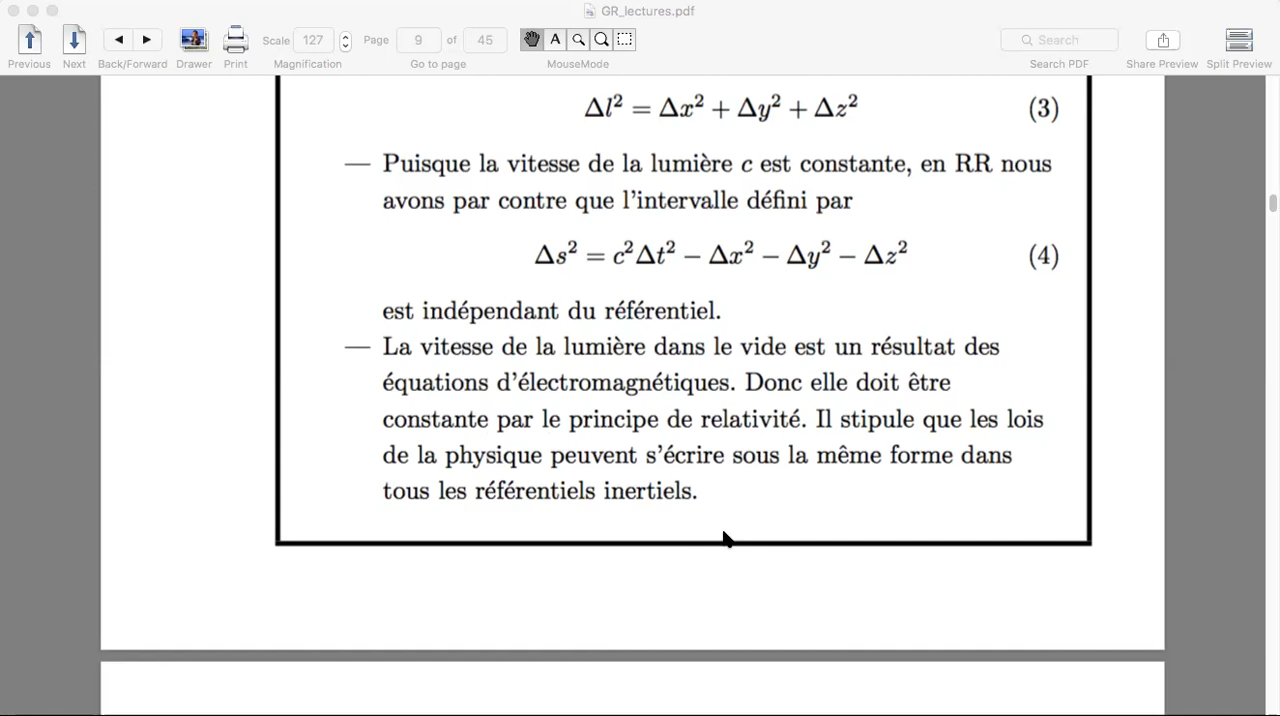 GR_lectures.pdf
Previous Next Back/Forward Drawer Print Scale 127 Magnification Page 9 of 45 Go to page A MouseMode Search Search PDF Share Preview Split Preview
Δl² = Δx² + Δy² + Δz² (3)
— Puisque la vitesse de la lumière c est constante, en RR nous
avons par contre que l'intervalle défini par
Δs² = c²Δt² − Δx² − Δy² − Δz² (4)
est indépendant du référentiel.
— La vitesse de la lumière dans le vide est un résultat des
équations d'électromagnétiques. Donc elle doit être
constante par le principe de relativité. Il stipule que les lois
de la physique peuvent s'écrire sous la même forme dans
tous les référentiels inertiels.